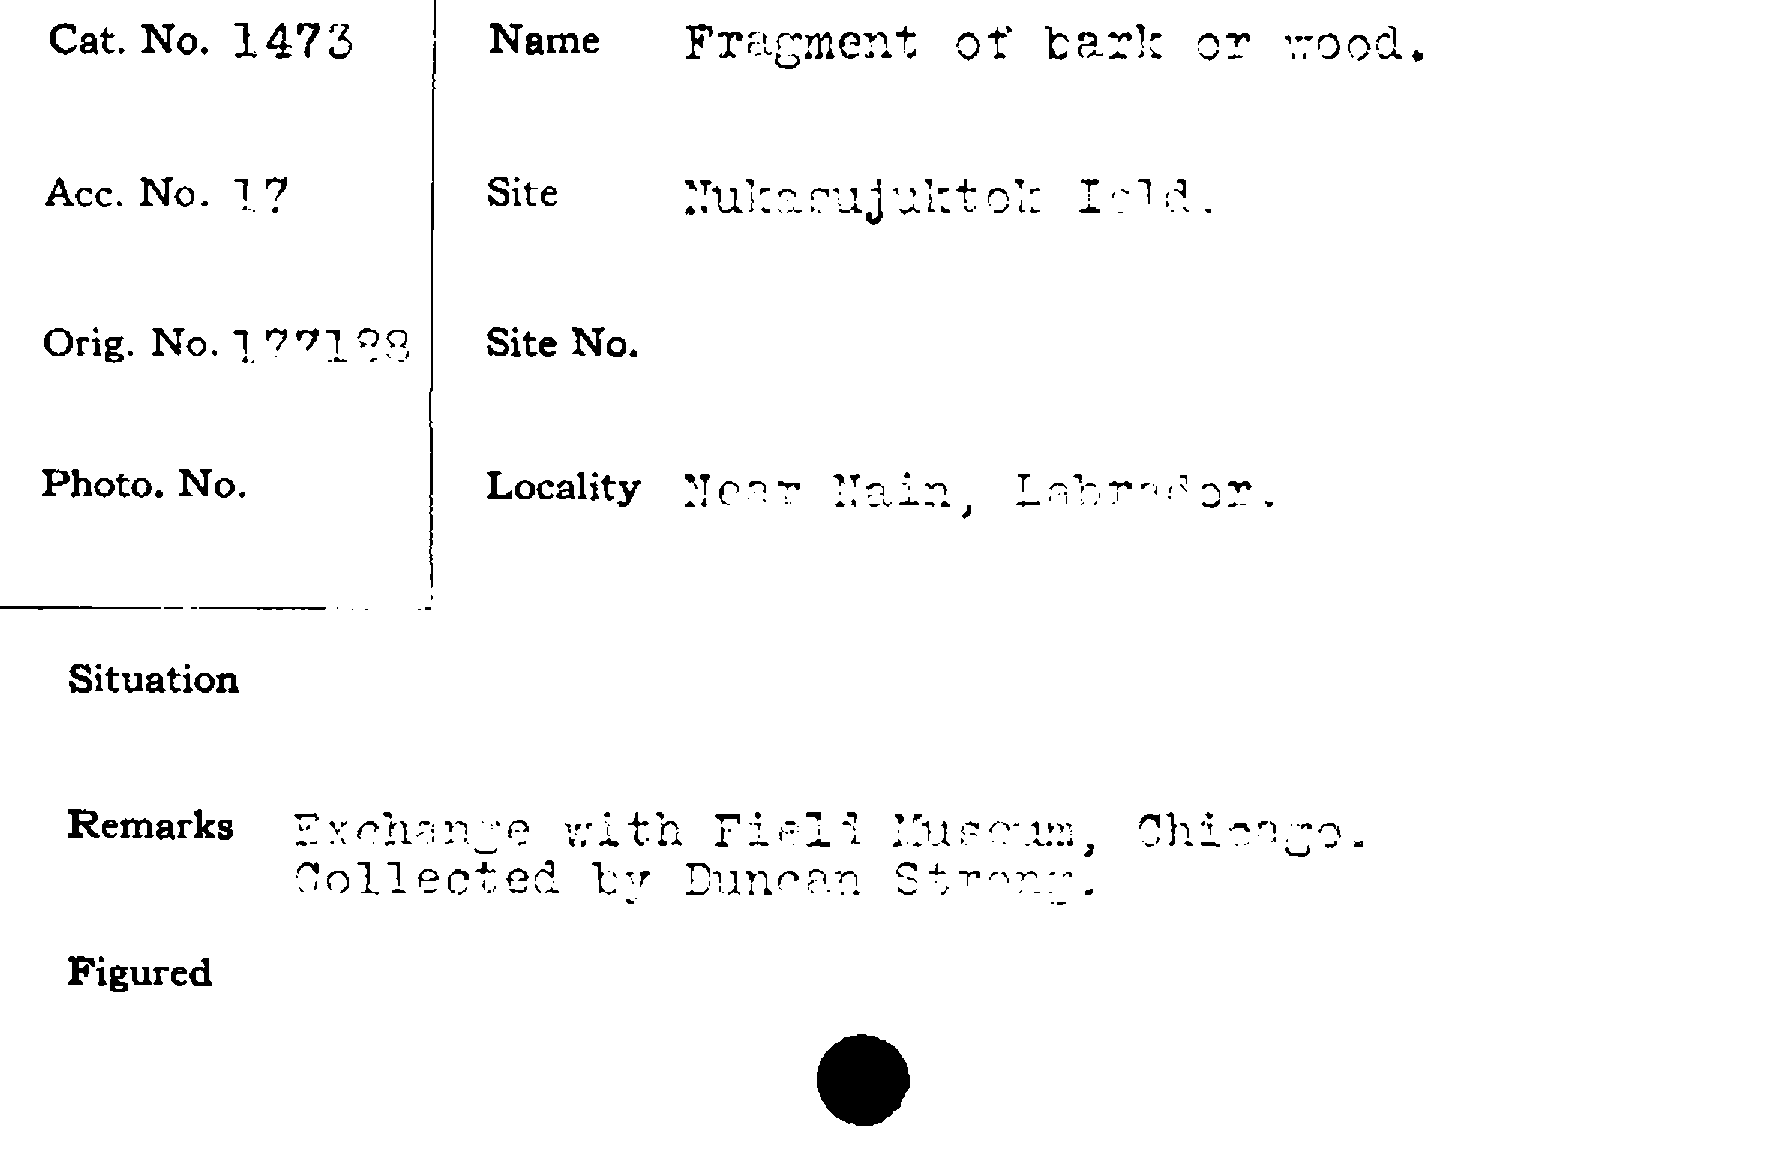 Cat. No. 1473
Name Fragment of bark or wood.
Acc. No. 17
Site Nukasujuktok Isld.
Orig. No. 177188
Site No.
Photo. No.
Locality Near Nain, Labrador.
Situation
Remarks Exchange with Field Museum, Chicago.
Collected by Duncan Strong.
Figured